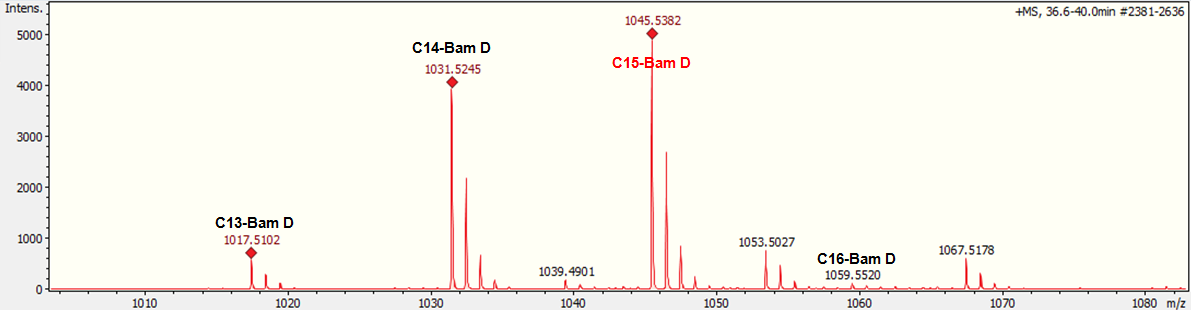 Intens.
+MS, 36.6-40.0min #2381-2636
5000
4000
3000
2000
1000
0
C13-Bam D
1017.5102
C14-Bam D
1031.5245
1039.4901
1045.5382
C15-Bam D
1053.5027
C16-Bam D
1059.5520
1067.5178
1010 1020 1030 1040 1050 1060 1070 1080 m/z